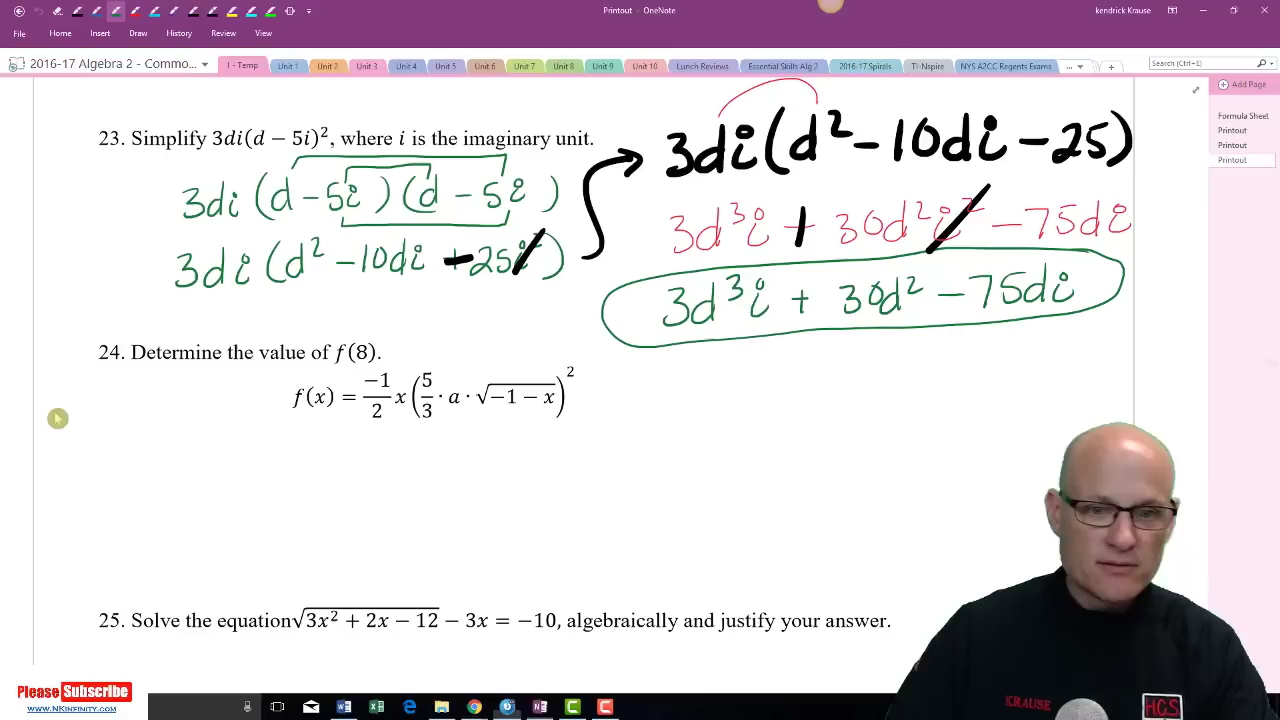 Printout - OneNote
kendrick Krause
File Home Insert Draw History Review View
2016-17 Algebra 2 - Commo...
I - Temp Unit 1 Unit 2 Unit 3 Unit 4 Unit 5 Unit 6 Unit 7 Unit 8 Unit 9 Unit 10 Lunch Reviews Essential Skills Alg 2 2016-17 Spirals TI-Nspire NYS A2CC Regents Exams ... +
Search (Ctrl+E)
Add Page
Formula Sheet
Printout
Printout
Printout
23. Simplify 3di(d − 5i)², where i is the imaginary unit.
3di (d − 5i) (d − 5i)
3di (d² − 10di − 25i²)
3di(d² − 10di − 25)
3d³i + 30d²i² − 75di
3d³i + 30d² − 75di
24. Determine the value of f(8).
f(x) = −1/2 x (5/3 · a · √(−1 − x))²
25. Solve the equation √(3x² + 2x − 12) − 3x = −10, algebraically and justify your answer.
Please Subscribe
www.NKinfinity.com
KRAUSE
H.C.S.